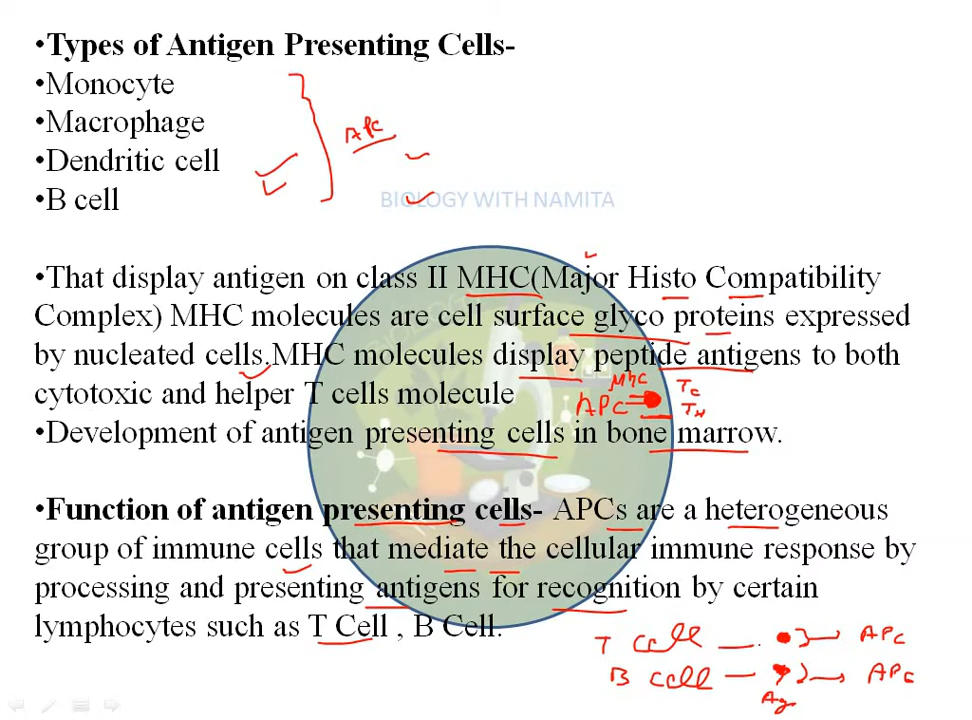 •Types of Antigen Presenting Cells-
•Monocyte
•Macrophage
APC
•Dendritic cell
•B cell
BIOLOGY WITH NAMITA
•That display antigen on class II MHC(Major Histo Compatibility
Complex) MHC molecules are cell surface glyco proteins expressed
by nucleated cells.MHC molecules display peptide antigens to both
cytotoxic and helper T cells molecule
Mhc
APC
Tc
TH
•Development of antigen presenting cells in bone marrow.
•Function of antigen presenting cells- APCs are a heterogeneous
group of immune cells that mediate the cellular immune response by
processing and presenting antigens for recognition by certain
lymphocytes such as T Cell , B Cell.
T cell APC
B cell APC
Ag